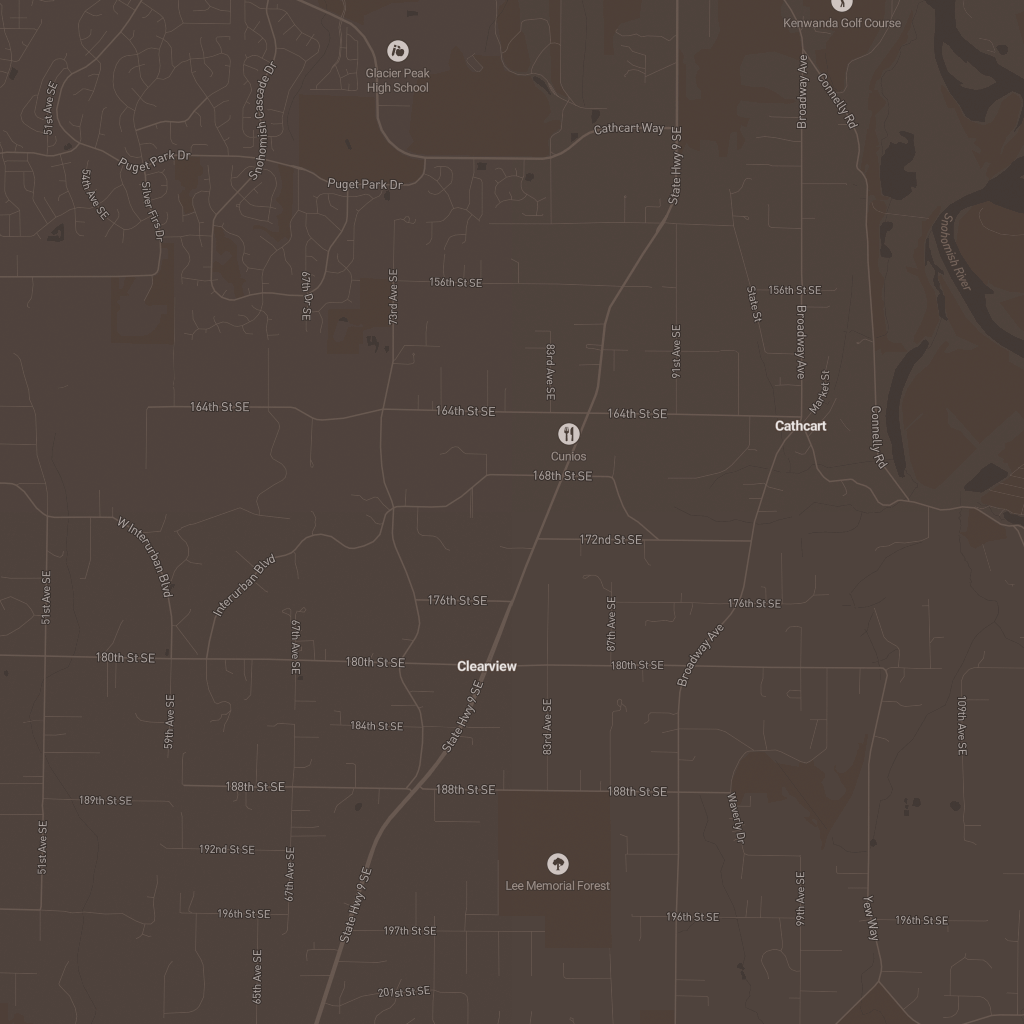 Kenwanda Golf Course
Glacier Peak
High School
51st Ave SE
Snohomish Cascade Dr
Broadway Ave
Connelly Rd
Cathcart Way
State Hwy 9 SE
Puget Park Dr
Puget Park Dr
54th Ave SE
Silver Firs Dr
Snohomish River
67th Dr SE
73rd Ave SE
156th St SE
State St
156th St SE
83rd Ave SE
91st Ave SE
Broadway Ave
Market St
164th St SE
164th St SE
164th St SE
Cathcart
Connelly Rd
Cunios
168th St SE
W Interurban Blvd
172nd St SE
51st Ave SE
Interurban Blvd
176th St SE
87th Ave SE
176th St SE
67th Ave SE
Broadway Ave
180th St SE
180th St SE
Clearview
180th St SE
59th Ave SE
184th St SE
State Hwy 9 SE
83rd Ave SE
109th Ave SE
188th St SE
188th St SE
188th St SE
189th St SE
Waverly Dr
51st Ave SE
192nd St SE
67th Ave SE
Lee Memorial Forest
99th Ave SE
State Hwy 9 SE
196th St SE
196th St SE
Yew Way
196th St SE
197th St SE
65th Ave SE
201st St SE